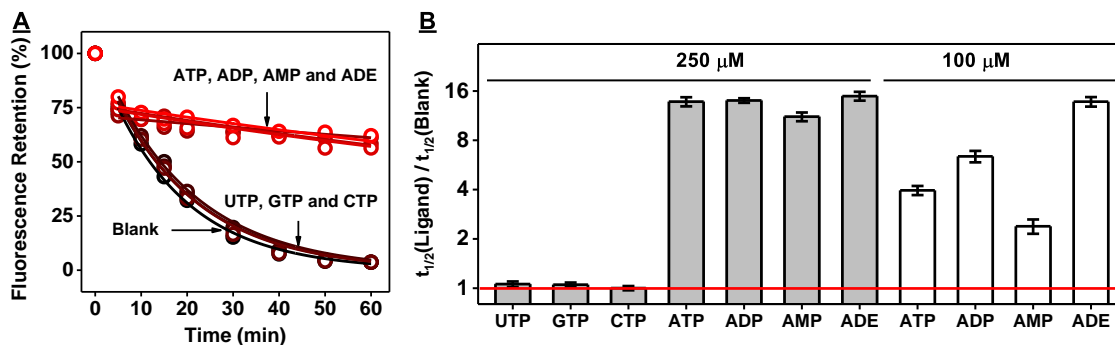 A
Fluorescence Retention (%)
100
75
50
25
0
ATP, ADP, AMP and ADE
UTP, GTP and CTP
Blank
0 10 20 30 40 50 60
Time (min)
B
t1/2(Ligand) / t1/2(Blank)
250 μM 100 μM
16
8
4
2
1
UTP GTP CTP ATP ADP AMP ADE ATP ADP AMP ADE